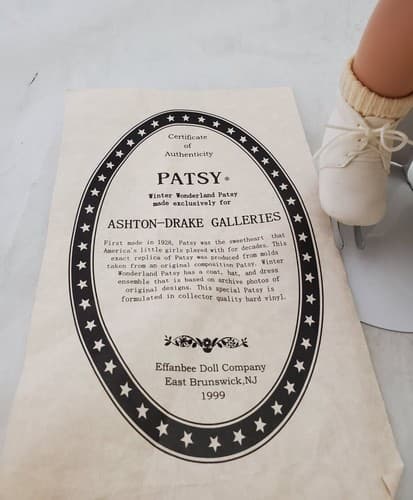 Certificate
of
Authenticity
PATSY®
Winter Wonderland Patsy
made exclusively for
ASHTON-DRAKE GALLERIES
First made in 1928, Patsy was the sweetheart that
America's little girls played with for decades. This
exact replica of Patsy was produced from molds
taken from an original composition Patsy. Winter
Wonderland Patsy has a coat, hat, and dress
ensemble that is based on archive photos of
original designs. This special Patsy is
formulated in collector quality hard vinyl.
Effanbee Doll Company
East Brunswick,NJ
1999